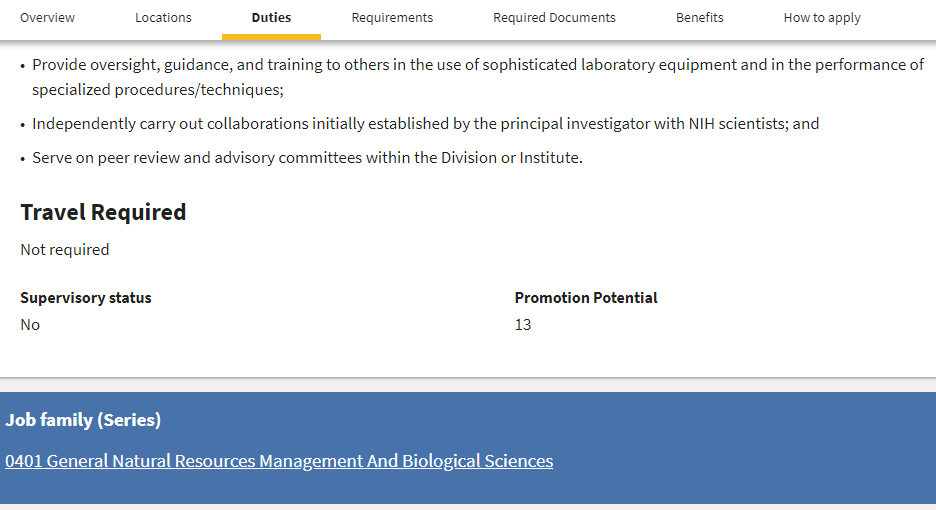 Overview Locations Duties Requirements Required Documents Benefits How to apply
• Provide oversight, guidance, and training to others in the use of sophisticated laboratory equipment and in the performance of
specialized procedures/techniques;
• Independently carry out collaborations initially established by the principal investigator with NIH scientists; and
• Serve on peer review and advisory committees within the Division or Institute.
Travel Required
Not required
Supervisory status
No
Promotion Potential
13
Job family (Series)
0401 General Natural Resources Management And Biological Sciences